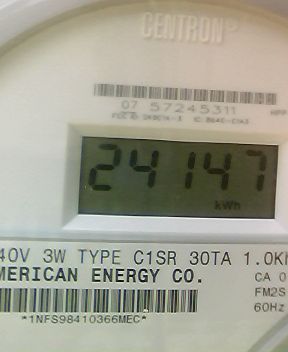 CENTRON®
07 57245311
24147
kWh
40V 3W TYPE C1SR 30TA 1.0K
MERICAN ENERGY CO.
CA 0
FM2S
60Hz
*1NFS98410366MEC*